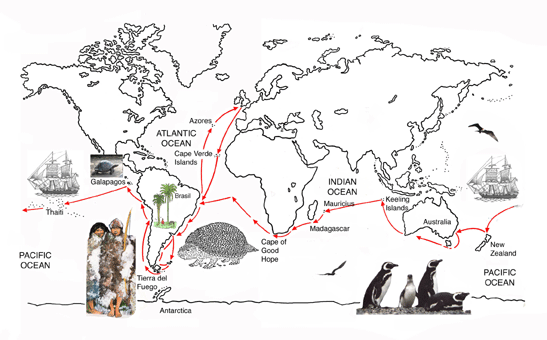 Azores
ATLANTIC
OCEAN
Cape Verde
Islands
Galapagos
Brasil
INDIAN
OCEAN
Mauricius
Keeling
Islands
Thaiti
Madagascar
Australia
Cape of
Good
Hope
New
Zealand
PACIFIC
OCEAN
Tierra del
Fuego
PACIFIC
OCEAN
Antarctica